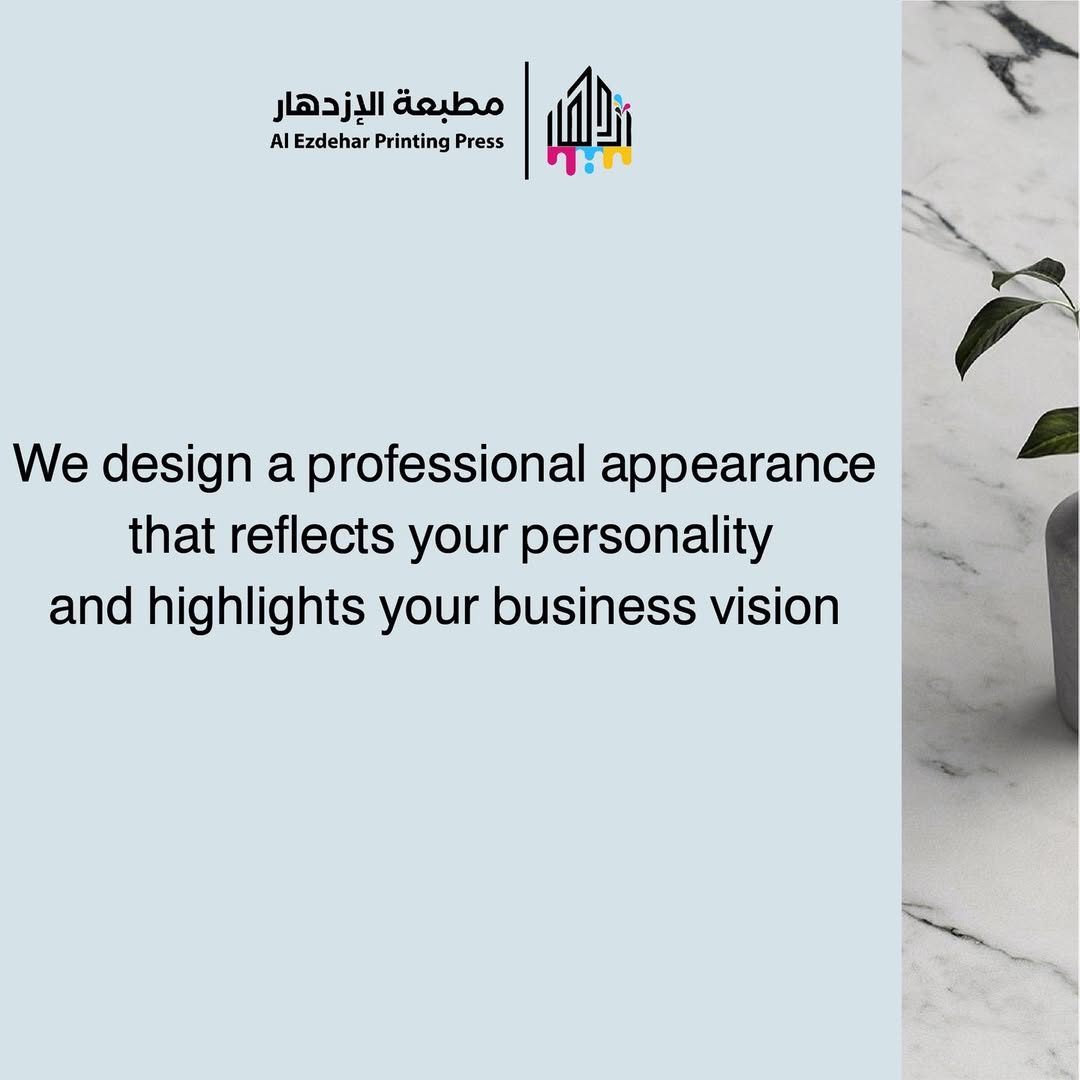 مطبعة الإزدهار
Al Ezdehar Printing Press
ازدهار
We design a professional appearance
that reflects your personality
and highlights your business vision